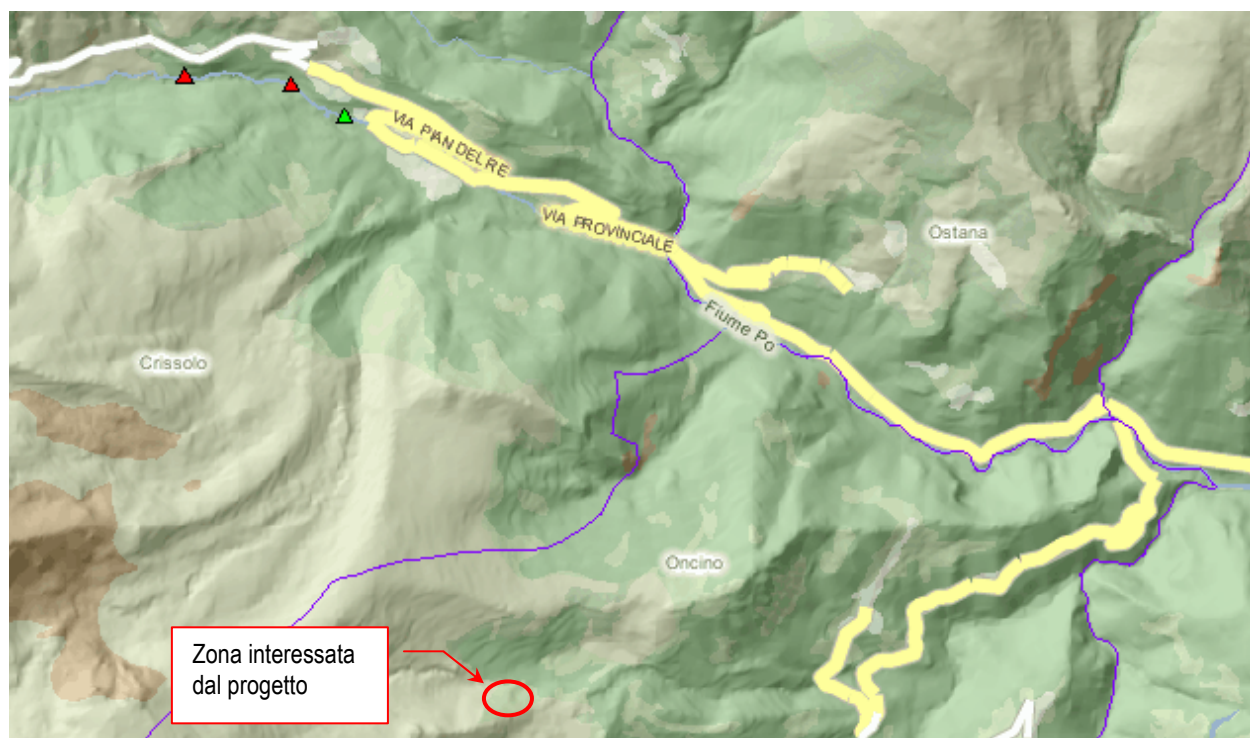 VIA PIAN DEL RE
VIA PROVINCIALE
Ostana
Fiume Po
Crissolo
Oncino
Zona interessata
dal progetto